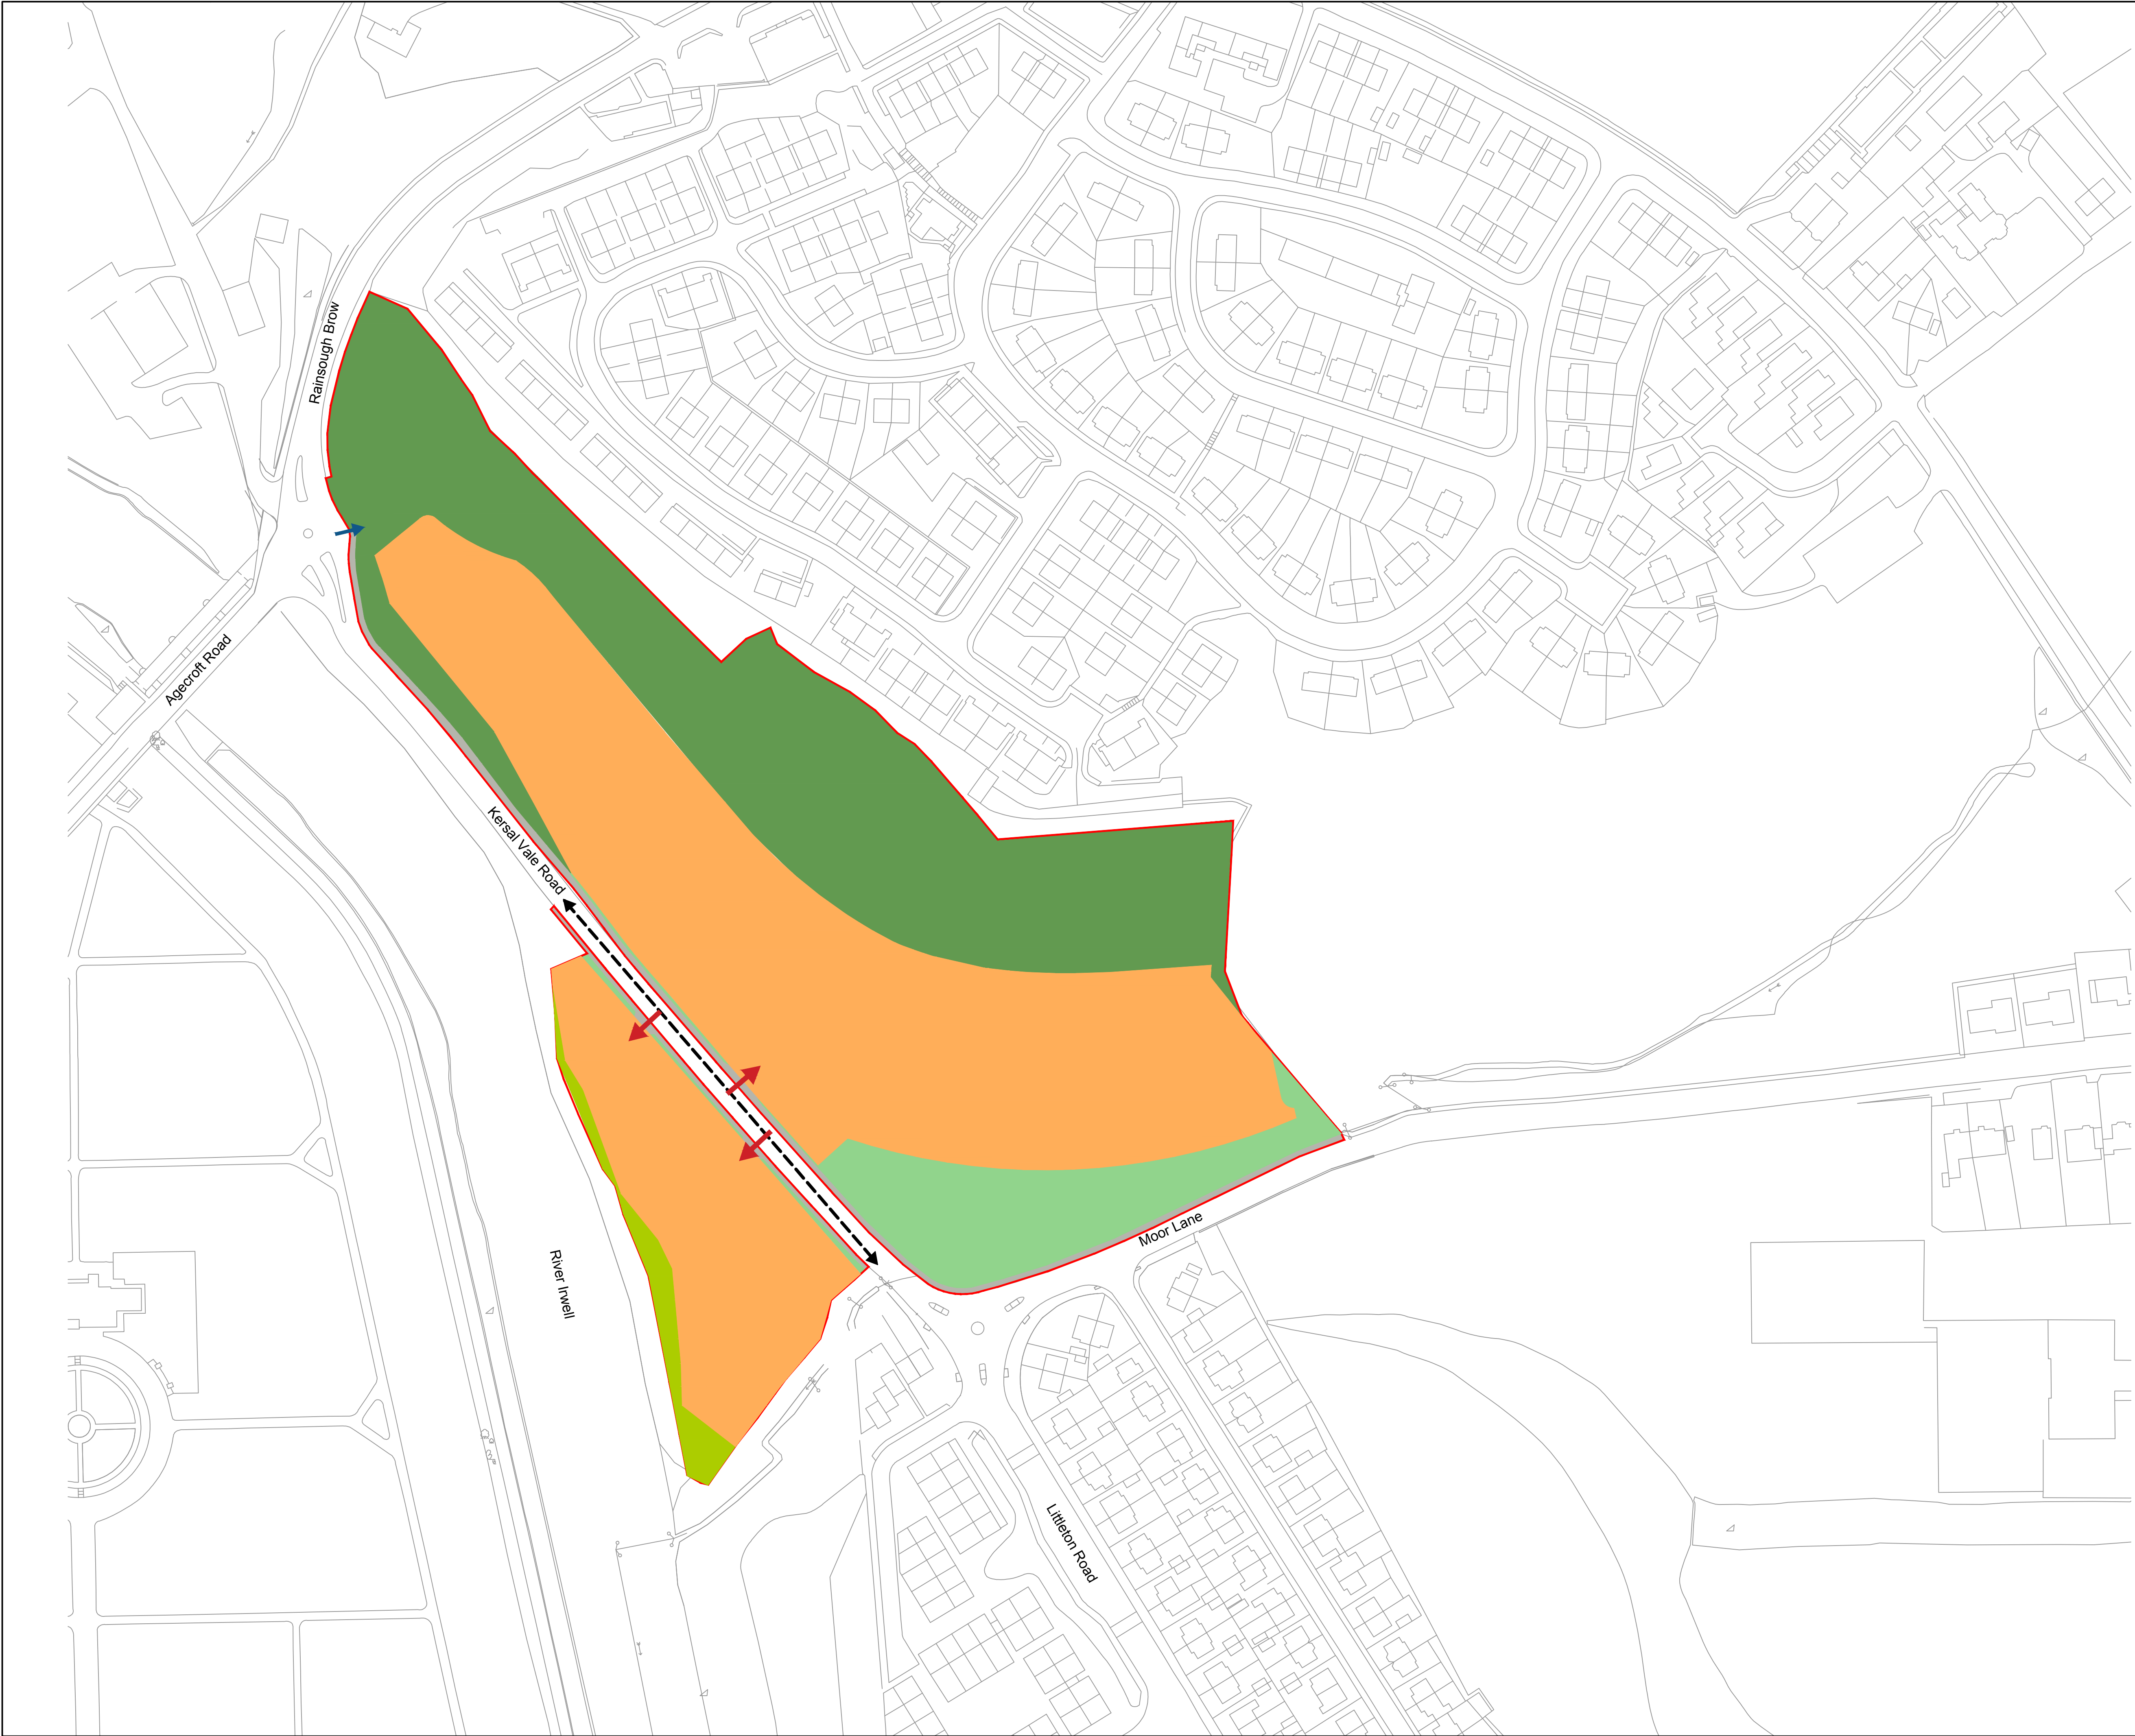 Rainsough Brow
Agecroft Road
Kersal Vale Road
Moor Lane
River Irwell
Littleton Road